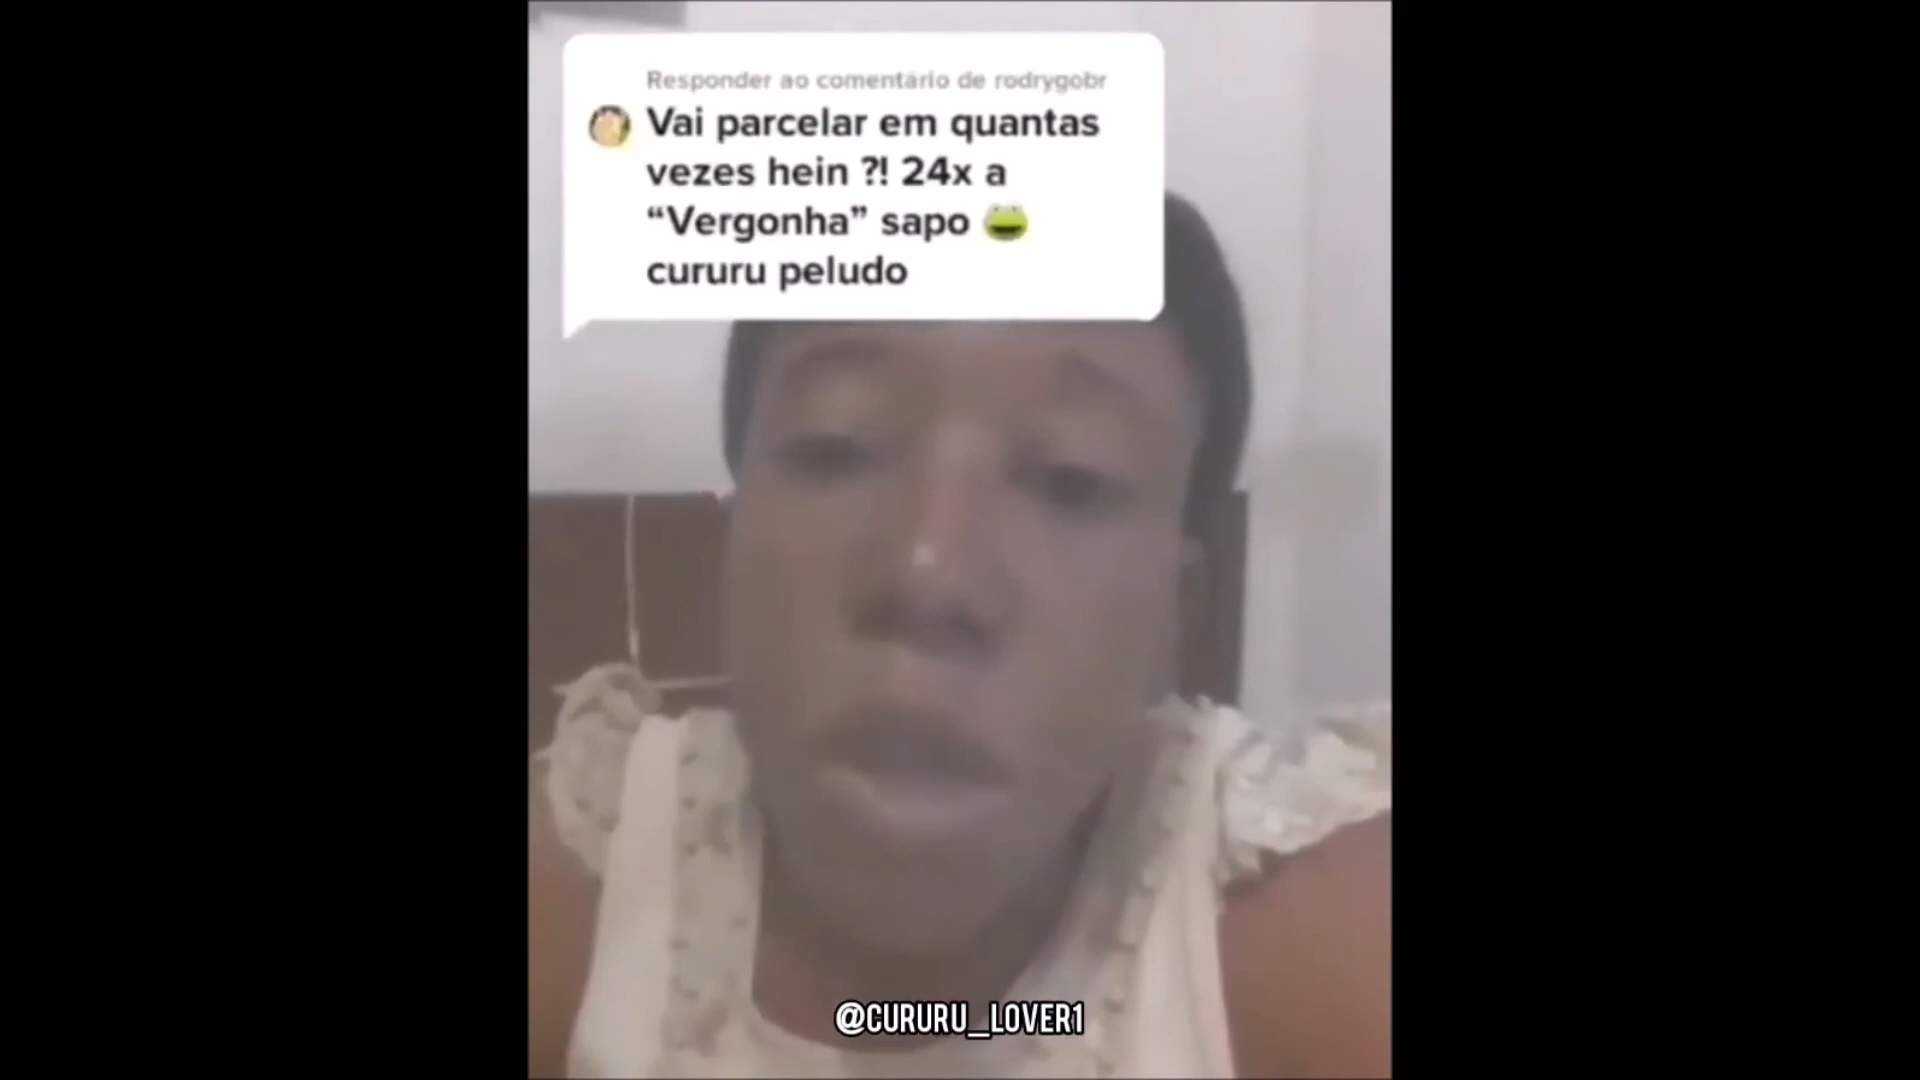 Responder ao comentário de rodrygobr
Vai parcelar em quantas
vezes hein ?! 24x a
“Vergonha” sapo 🐸
cururu peludo
@CURURU_LOVER1